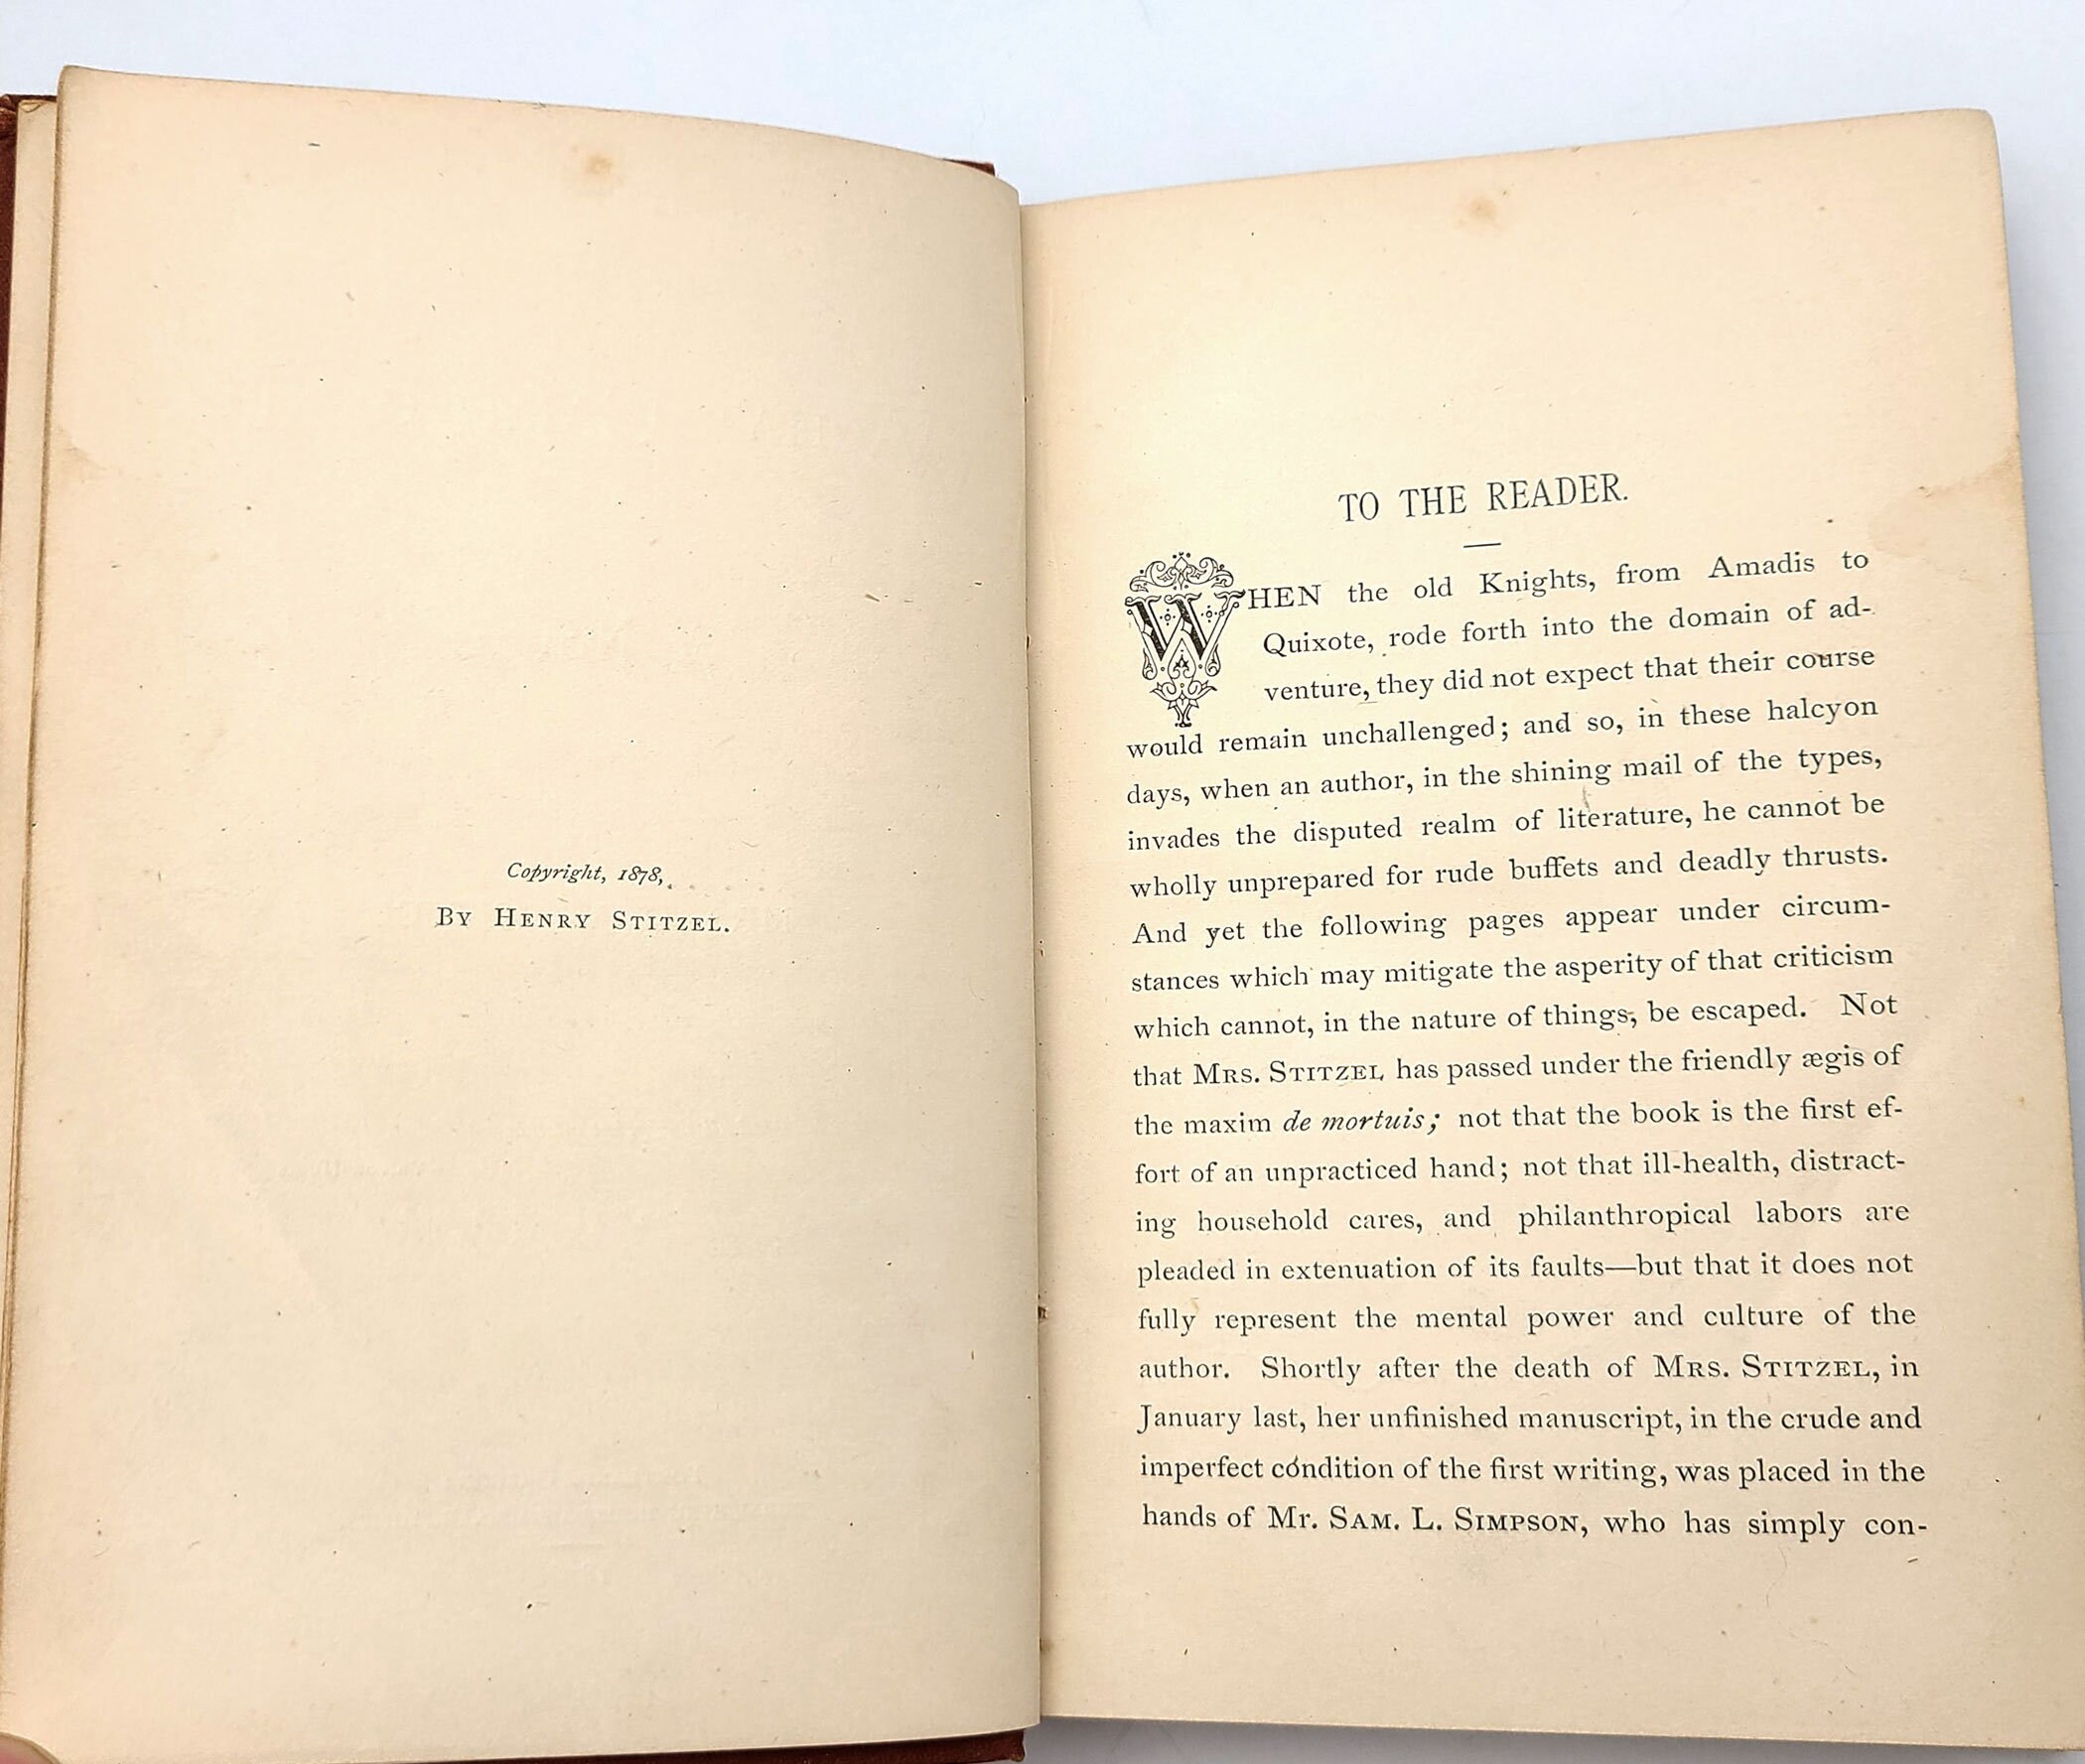 Copyright, 1878,
By Henry Stitzel.
TO THE READER.
WHEN the old Knights, from Amadis to
Quixote, rode forth into the domain of ad-
venture, they did not expect that their course
would remain unchallenged; and so, in these halcyon
days, when an author, in the shining mail of the types,
invades the disputed realm of literature, he cannot be
wholly unprepared for rude buffets and deadly thrusts.
And yet the following pages appear under circum-
stances which may mitigate the asperity of that criticism
which cannot, in the nature of things, be escaped. Not
that Mrs. Stitzel has passed under the friendly ægis of
the maxim de mortuis; not that the book is the first ef-
fort of an unpracticed hand; not that ill-health, distract-
ing household cares, and philanthropical labors are
pleaded in extenuation of its faults—but that it does not
fully represent the mental power and culture of the
author. Shortly after the death of Mrs. Stitzel, in
January last, her unfinished manuscript, in the crude and
imperfect condition of the first writing, was placed in the
hands of Mr. Sam. L. Simpson, who has simply con-